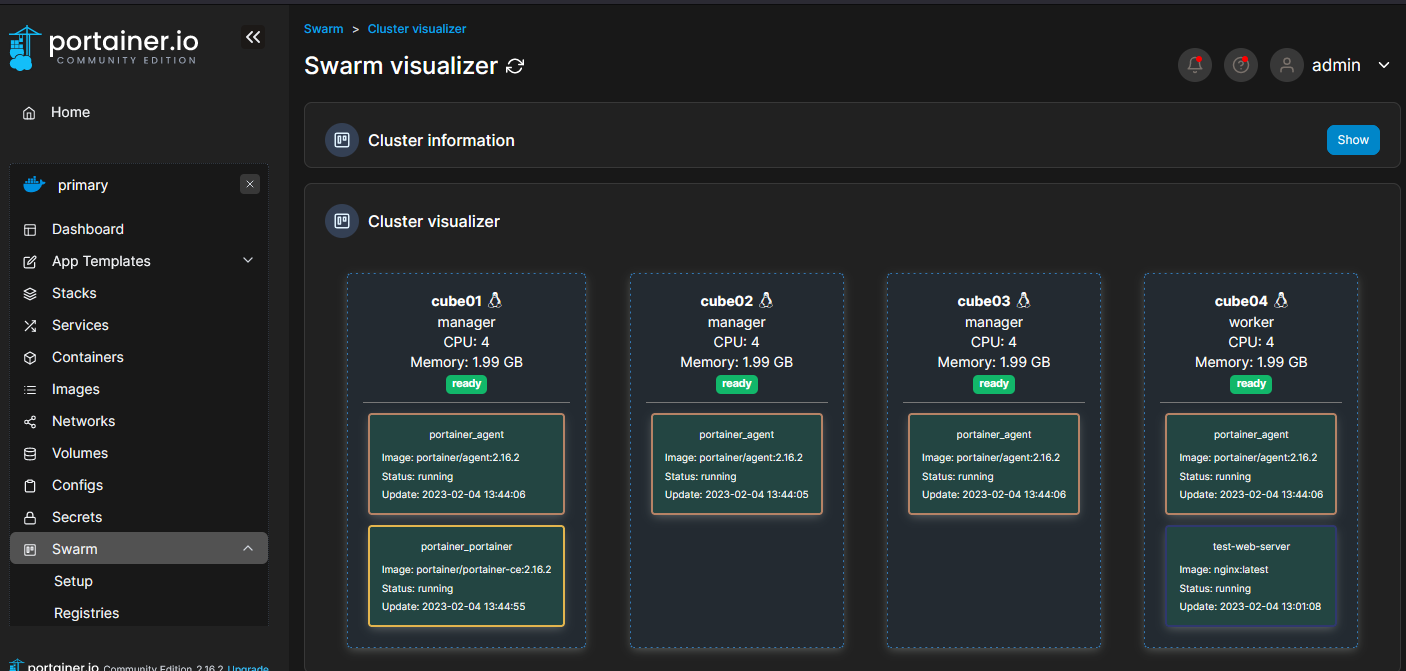 portainer.io
COMMUNITY EDITION
Home
primary
Dashboard
App Templates
Stacks
Services
Containers
Images
Networks
Volumes
Configs
Secrets
Swarm
Setup
Registries
portainer.io Community Edition 2.16.2 Upgrade
Swarm > Cluster visualizer
Swarm visualizer
admin
Cluster information
Show
Cluster visualizer
cube01
manager
CPU: 4
Memory: 1.99 GB
ready
portainer_agent
Image: portainer/agent:2.16.2
Status: running
Update: 2023-02-04 13:44:06
portainer_portainer
Image: portainer/portainer-ce:2.16.2
Status: running
Update: 2023-02-04 13:44:55
cube02
manager
CPU: 4
Memory: 1.99 GB
ready
portainer_agent
Image: portainer/agent:2.16.2
Status: running
Update: 2023-02-04 13:44:05
cube03
manager
CPU: 4
Memory: 1.99 GB
ready
portainer_agent
Image: portainer/agent:2.16.2
Status: running
Update: 2023-02-04 13:44:06
cube04
worker
CPU: 4
Memory: 1.99 GB
ready
portainer_agent
Image: portainer/agent:2.16.2
Status: running
Update: 2023-02-04 13:44:06
test-web-server
Image: nginx:latest
Status: running
Update: 2023-02-04 13:01:08